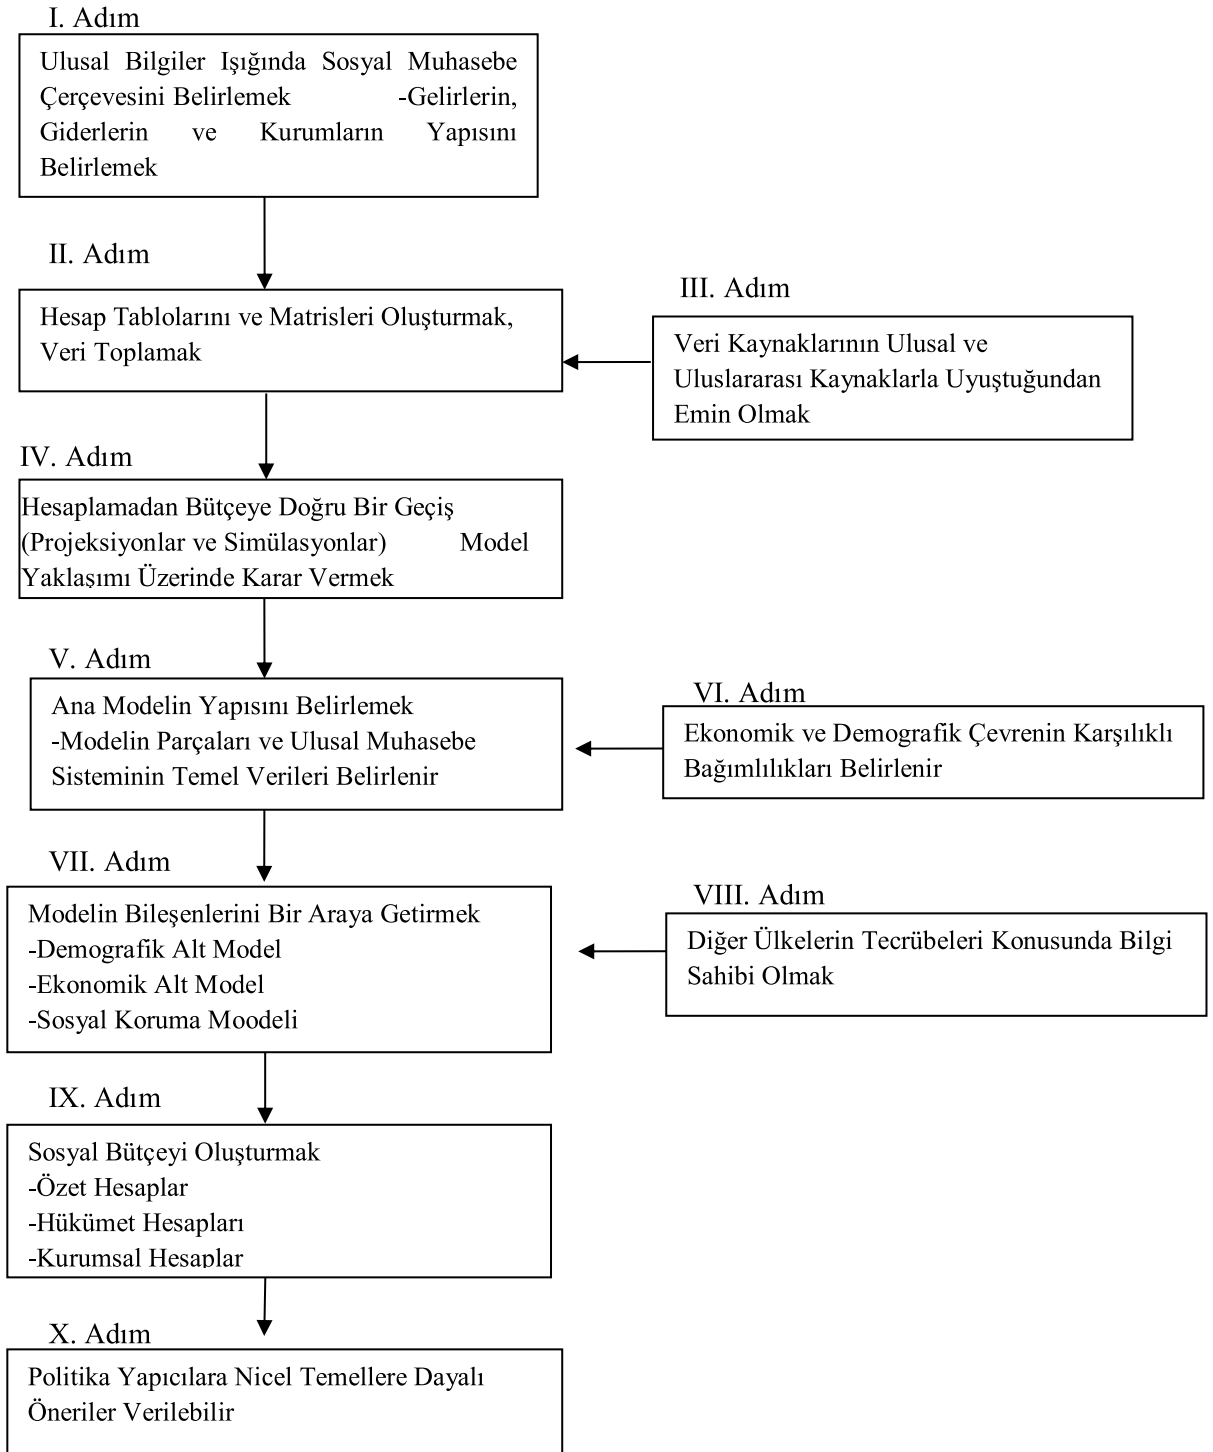 I. Adım
Ulusal Bilgiler Işığında Sosyal Muhasebe
Çerçevesini Belirlemek -Gelirlerin,
Giderlerin ve Kurumların Yapısını
Belirlemek
II. Adım
Hesap Tablolarını ve Matrisleri Oluşturmak,
Veri Toplamak
III. Adım
Veri Kaynaklarının Ulusal ve
Uluslararası Kaynaklarla Uyuştuğundan
Emin Olmak
IV. Adım
Hesaplamadan Bütçeye Doğru Bir Geçiş
(Projeksiyonlar ve Simülasyonlar) Model
Yaklaşımı Üzerinde Karar Vermek
V. Adım
Ana Modelin Yapısını Belirlemek
-Modelin Parçaları ve Ulusal Muhasebe
Sisteminin Temel Verileri Belirlenir
VI. Adım
Ekonomik ve Demografik Çevrenin Karşılıklı
Bağımlılıkları Belirlenir
VII. Adım
Modelin Bileşenlerini Bir Araya Getirmek
-Demografik Alt Model
-Ekonomik Alt Model
-Sosyal Koruma Moodeli
VIII. Adım
Diğer Ülkelerin Tecrübeleri Konusunda Bilgi
Sahibi Olmak
IX. Adım
Sosyal Bütçeyi Oluşturmak
-Özet Hesaplar
-Hükümet Hesapları
-Kurumsal Hesaplar
X. Adım
Politika Yapıcılara Nicel Temellere Dayalı
Öneriler Verilebilir